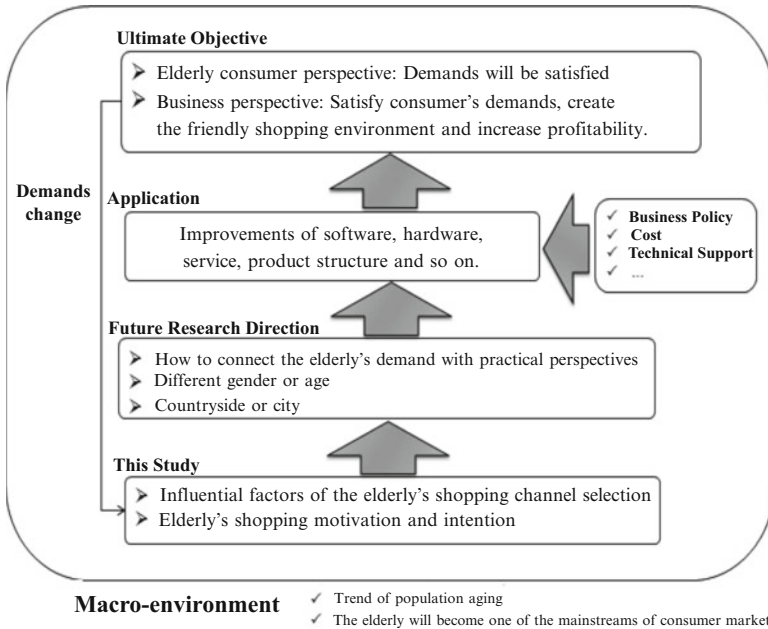 Ultimate Objective
➢ Elderly consumer perspective: Demands will be satisfied
➢ Business perspective: Satisfy consumer's demands, create
the friendly shopping environment and increase profitability.
Demands
change
Application
Improvements of software, hardware,
service, product structure and so on.
✓ Business Policy
✓ Cost
✓ Technical Support
✓ ...
Future Research Direction
➢ How to connect the elderly's demand with practical perspectives
➢ Different gender or age
➢ Countryside or city
This Study
➢ Influential factors of the elderly's shopping channel selection
➢ Elderly's shopping motivation and intention
Macro-environment
✓ Trend of population aging
✓ The elderly will become one of the mainstreams of consumer market